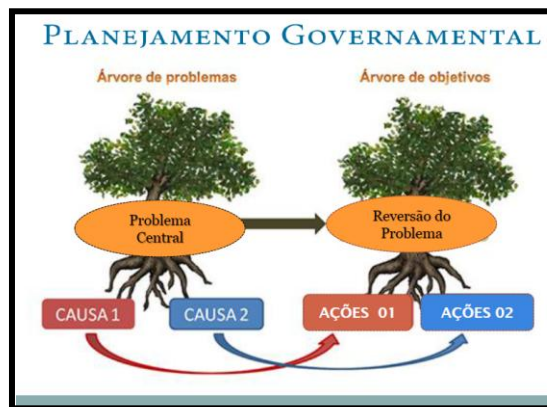 PLANEJAMENTO GOVERNAMENTAL
Árvore de problemas
Árvore de objetivos
Problema
Central
Reversão do
Problema
CAUSA 1
CAUSA 2
AÇÕES 01
AÇÕES 02